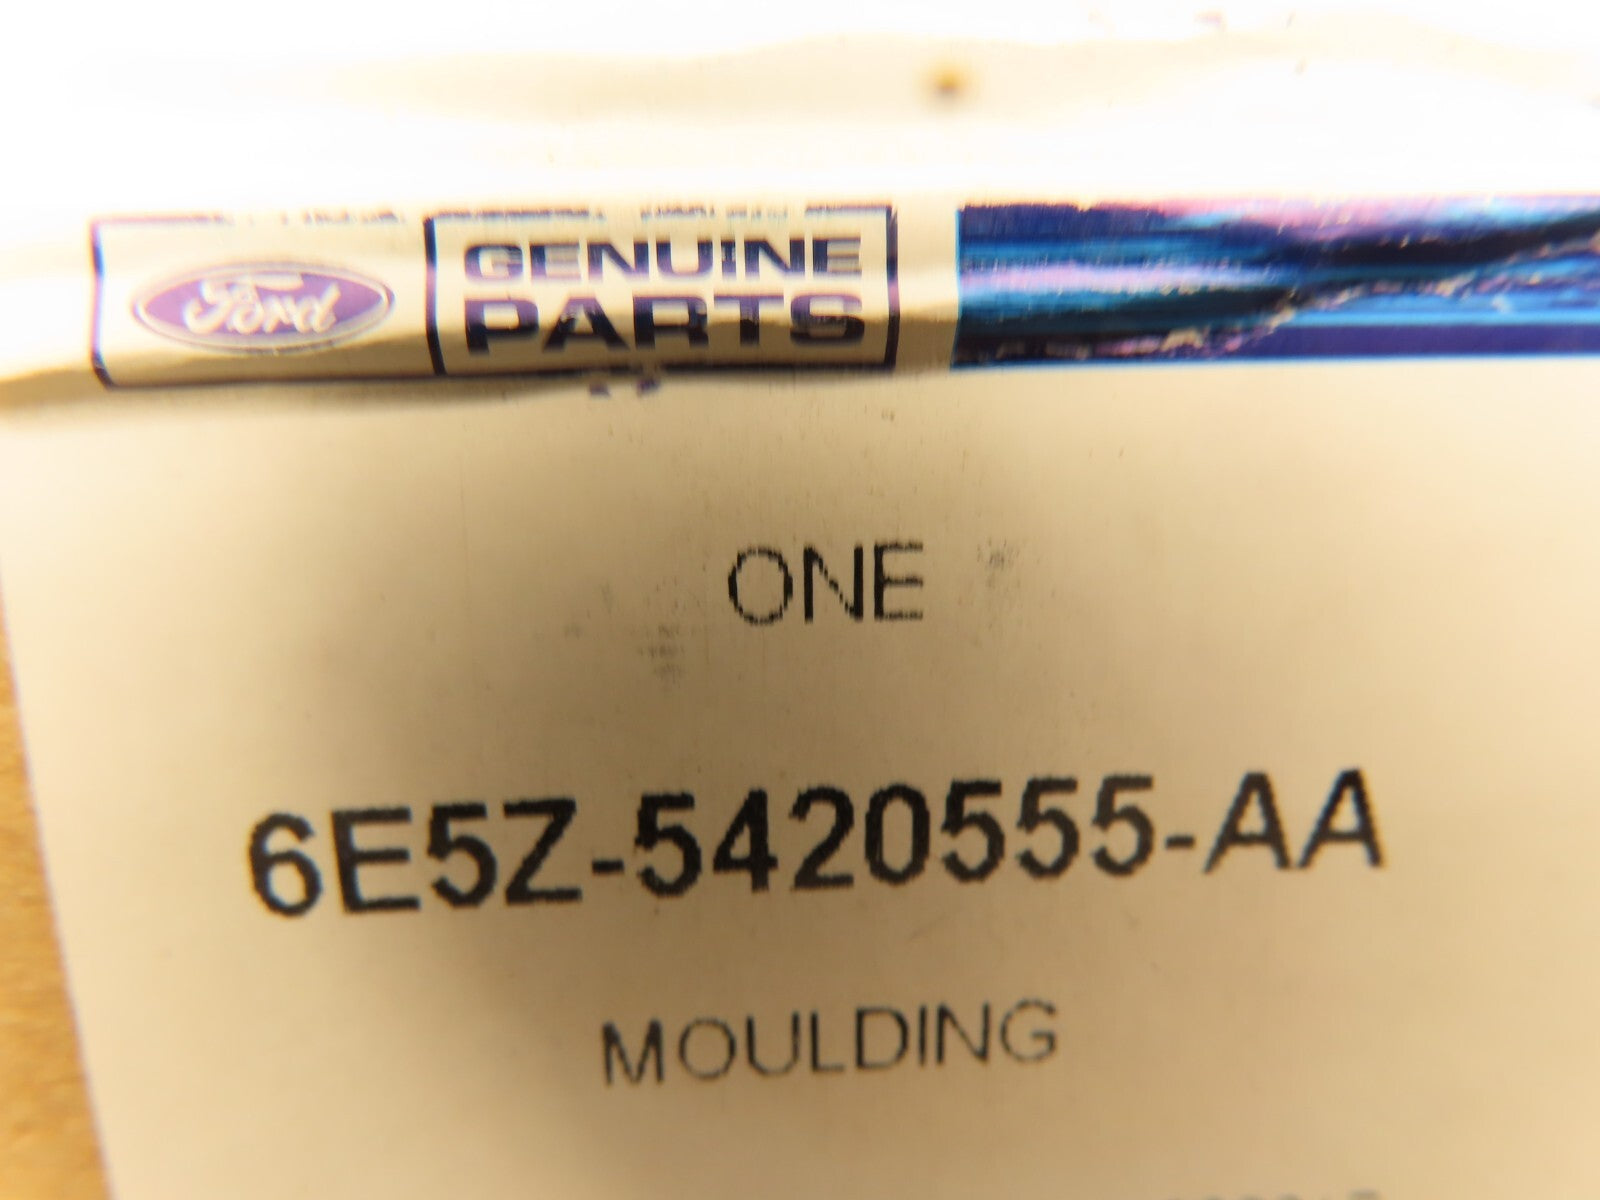 Ford
GENUINE
PARTS
ONE
6E5Z-5420555-AA
MOULDING